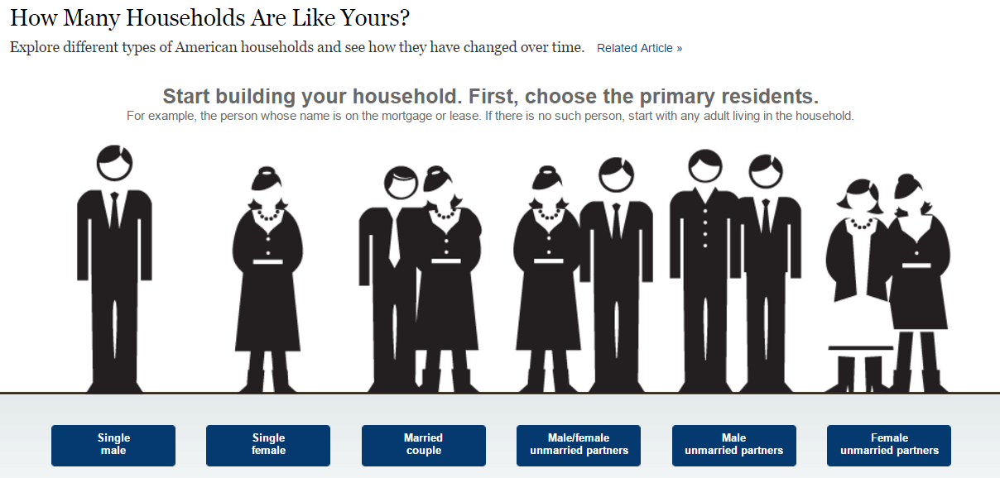 How Many Households Are Like Yours?
Explore different types of American households and see how they have changed over time. Related Article »
Start building your household. First, choose the primary residents.
For example, the person whose name is on the mortgage or lease. If there is no such person, start with any adult living in the household.
Single
male
Single
female
Married
couple
Male/female
unmarried partners
Male
unmarried partners
Female
unmarried partners